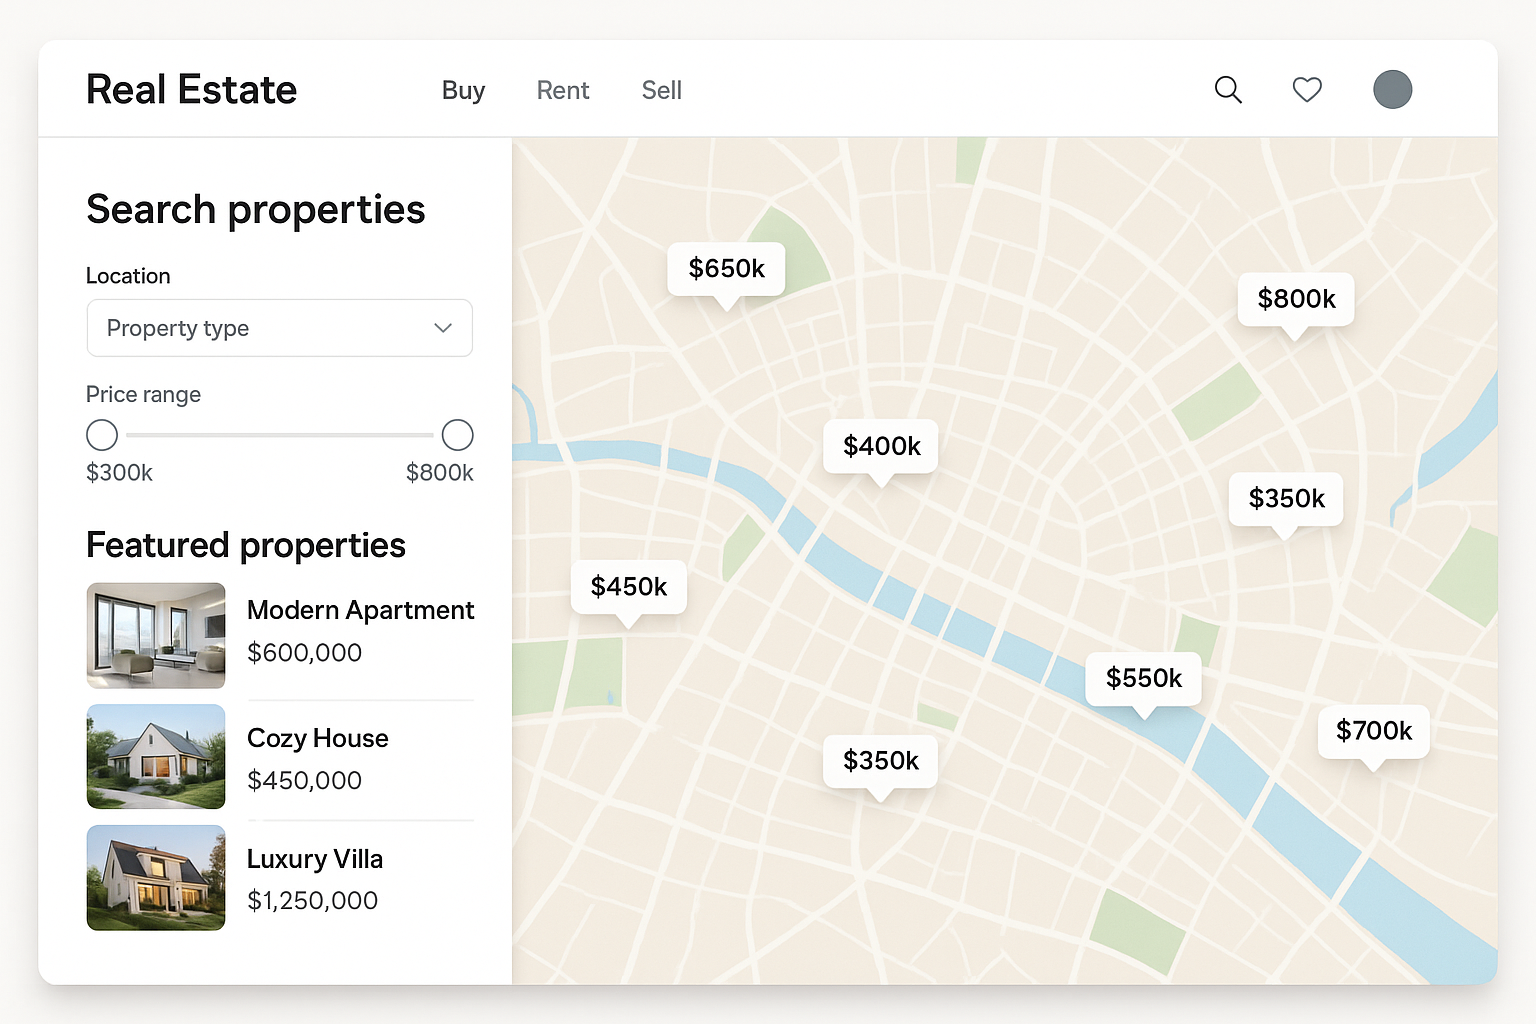 Real Estate
Buy
Rent
Sell
Search properties
Location
Property type
Price range
$300k
$800k
Featured properties
Modern Apartment
$600,000
Cozy House
$450,000
Luxury Villa
$1,250,000
$650k
$800k
$400k
$350k
$450k
$550k
$700k
$350k